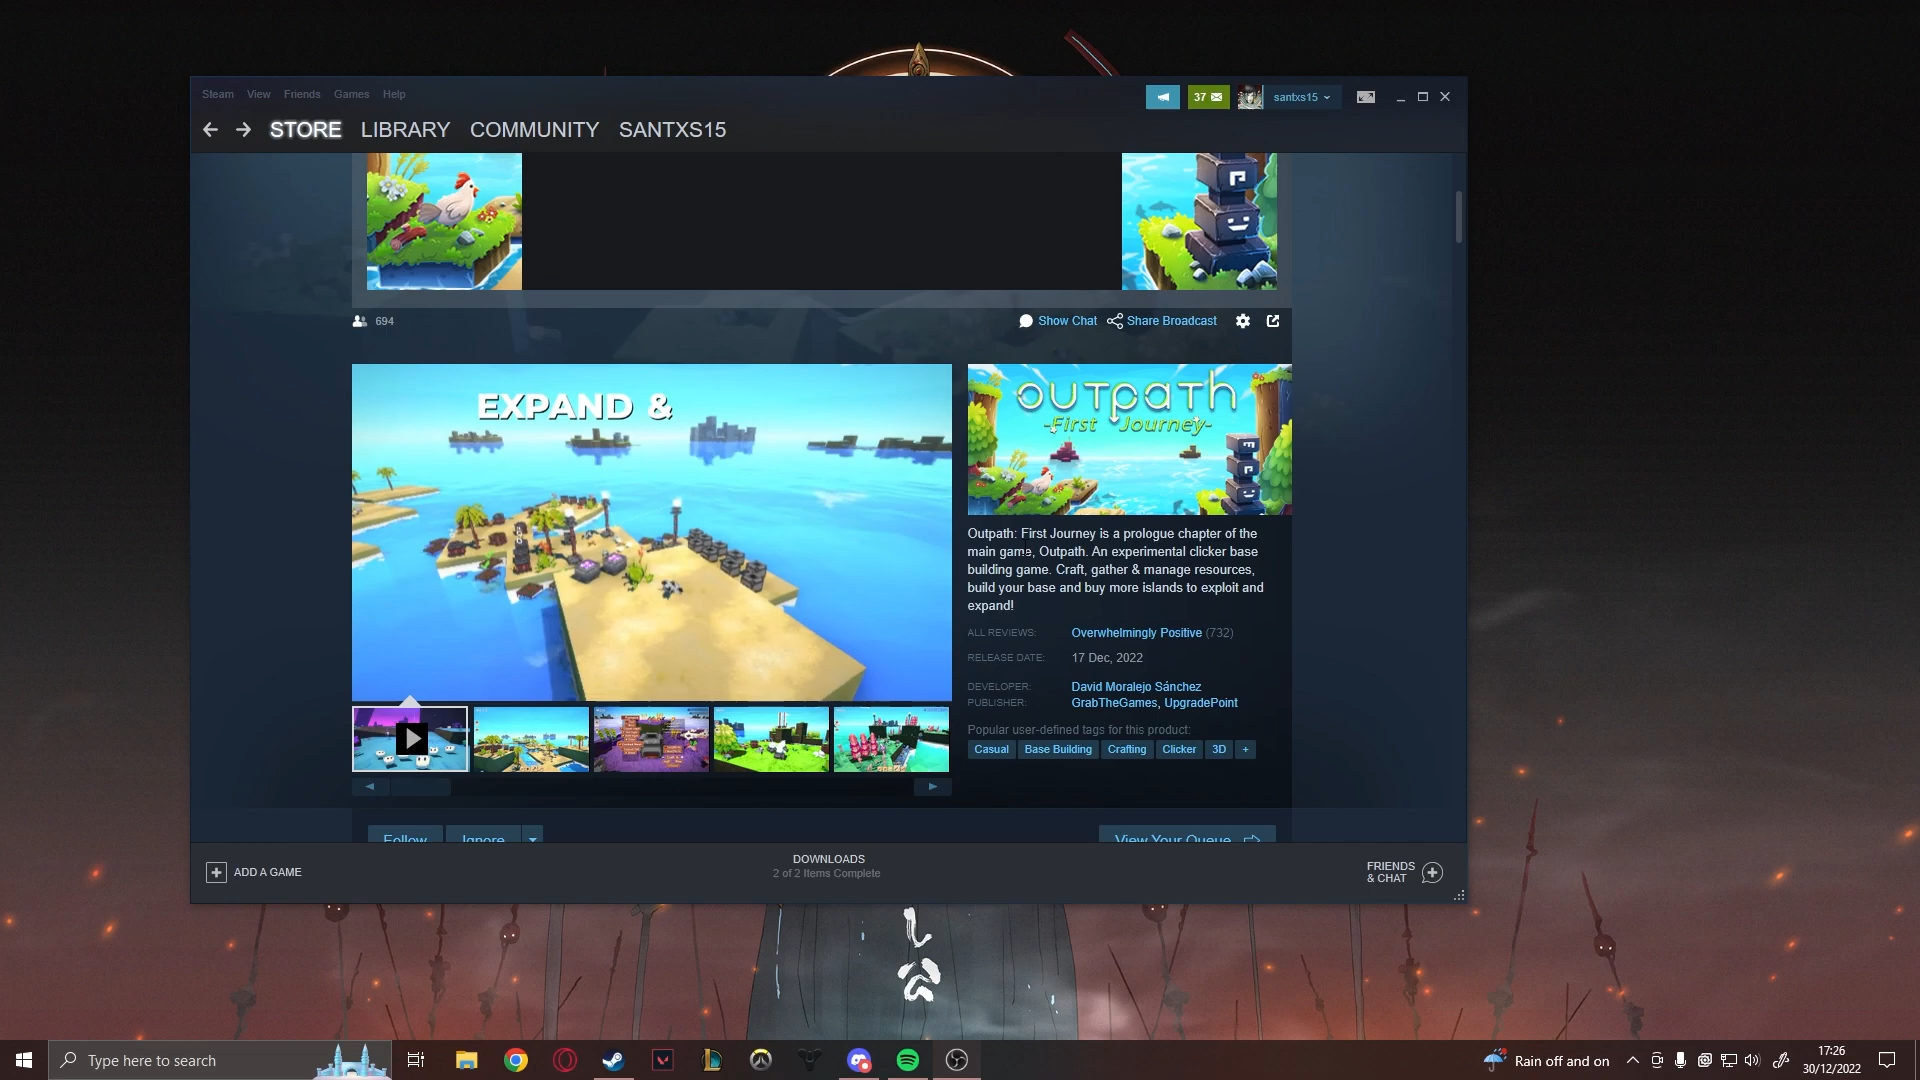 Steam View Friends Games Help
37 santxs15
STORE LIBRARY COMMUNITY SANTXS15
694
Show Chat Share Broadcast
EXPAND &
OUTPATH
-First Journey-
Outpath: First Journey is a prologue chapter of the
main game, Outpath. An experimental clicker base
building game. Craft, gather & manage resources,
build your base and buy more islands to exploit and
expand!
ALL REVIEWS: Overwhelmingly Positive (732)
RELEASE DATE: 17 Dec, 2022
DEVELOPER: David Moralejo Sánchez
PUBLISHER: GrabTheGames, UpgradePoint
Popular user-defined tags for this product:
Casual Base Building Crafting Clicker 3D +
Follow Ignore View Your Queue
ADD A GAME
DOWNLOADS
2 of 2 Items Complete
FRIENDS
& CHAT
Type here to search
Rain off and on
17:26
30/12/2022